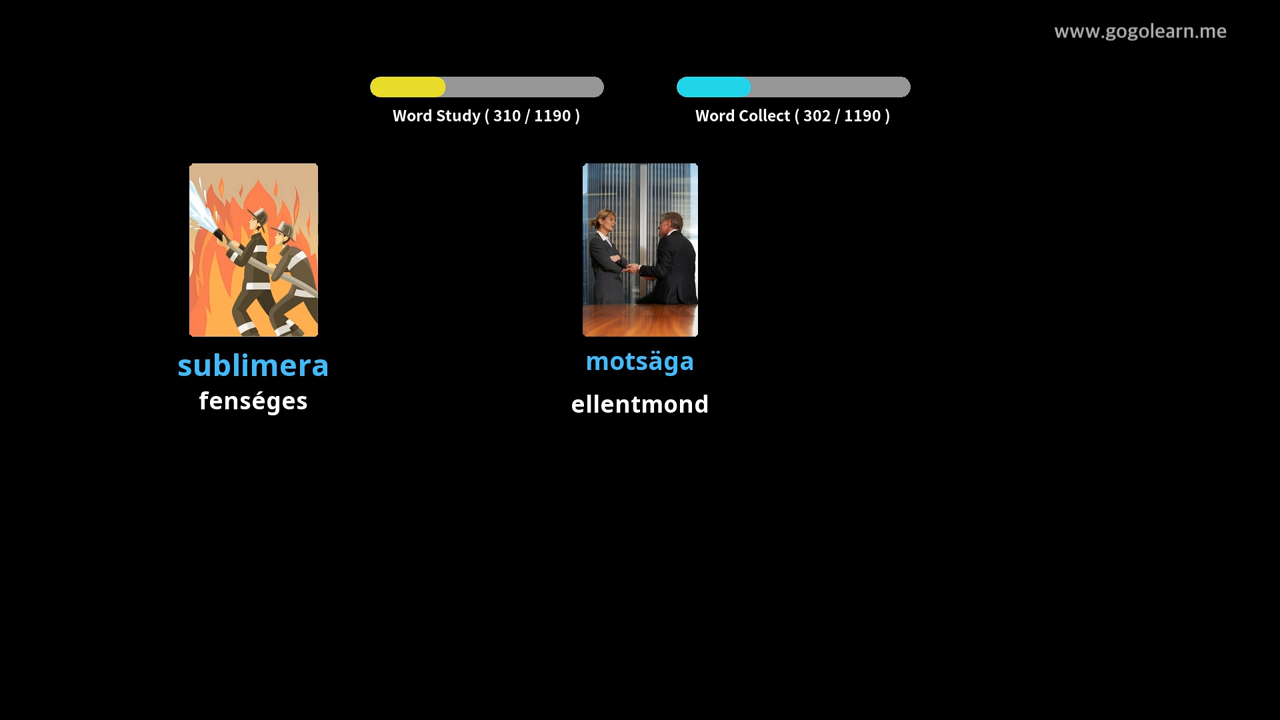 www.gogolearn.me
Word Study ( 310 / 1190 )
Word Collect ( 302 / 1190 )
sublimera
fenséges
motsäga
ellentmond